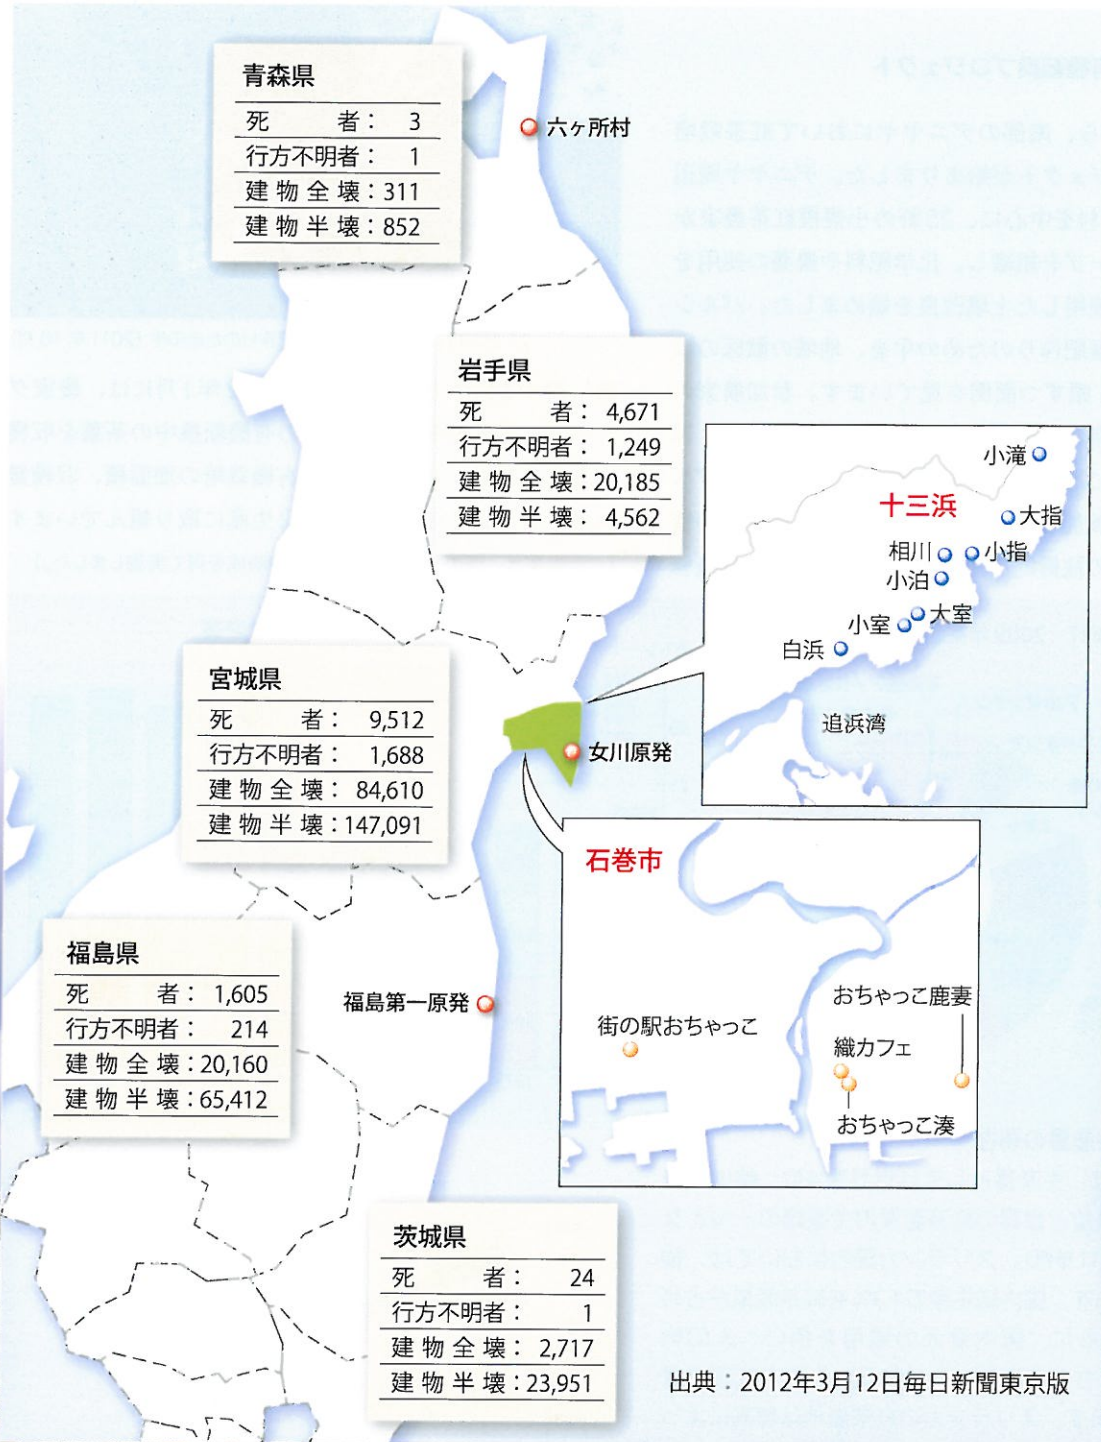 青森県
死者： 3
行方不明者： 1
建物全壊：311
建物半壊：852
六ヶ所村
岩手県
死者：4,671
行方不明者：1,249
建物全壊：20,185
建物半壊：4,562
小滝
十三浜
大指
相川
小指
小泊
大室
小室
白浜
追浜湾
宮城県
死者： 9,512
行方不明者： 1,688
建物全壊： 84,610
建物半壊：147,091
女川原発
石巻市
おちゃっこ鹿妻
街の駅おちゃっこ
織カフェ
おちゃっこ湊
福島県
死者： 1,605
行方不明者： 214
建物全壊：20,160
建物半壊：65,412
福島第一原発
茨城県
死者： 24
行方不明者： 1
建物全壊： 2,717
建物半壊：23,951
出典：2012年3月12日毎日新聞東京版